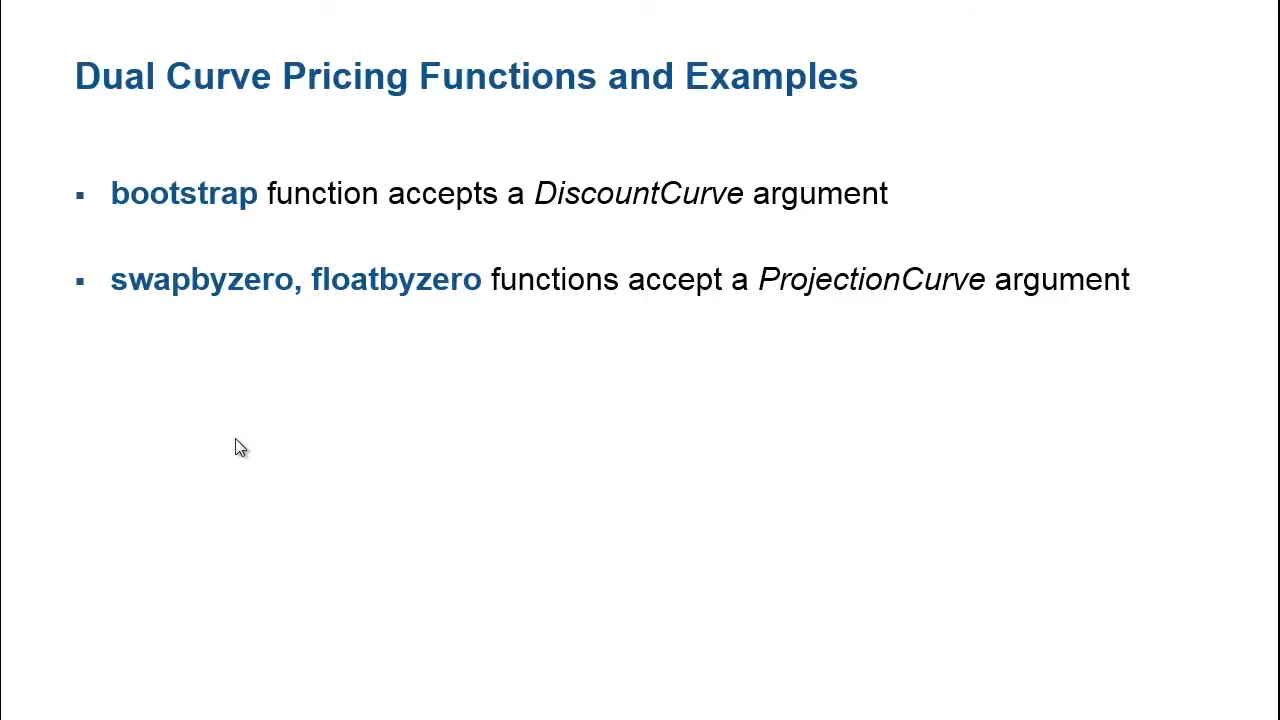 Dual Curve Pricing Functions and Examples
▪ bootstrap function accepts a DiscountCurve argument
▪ swapbyzero, floatbyzero functions accept a ProjectionCurve argument